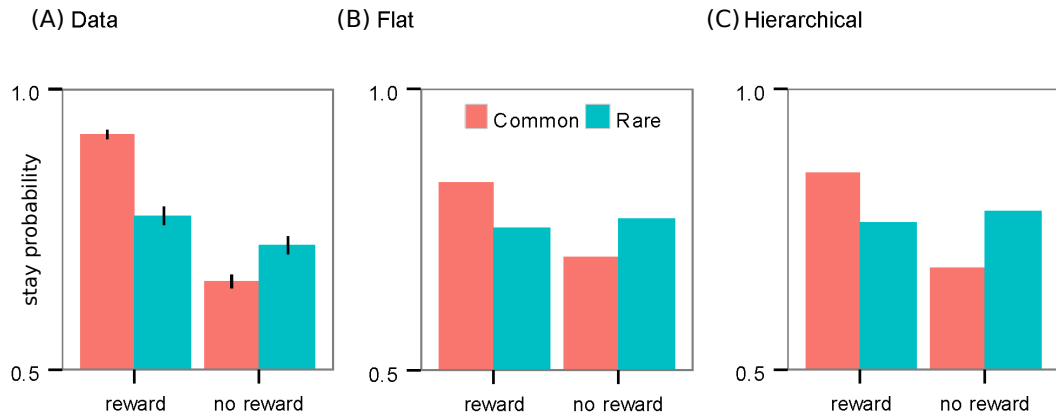 (A) Data
(B) Flat
(C) Hierarchical
stay probability
1.0
0.5
reward
no reward
1.0
0.5
Common
Rare
reward
no reward
1.0
0.5
reward
no reward